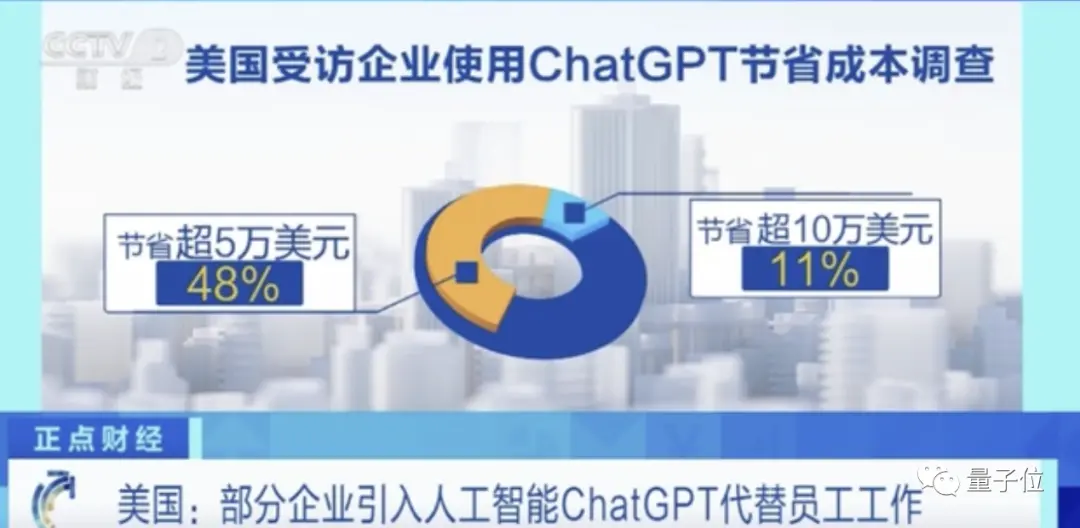 CCTV 2
财经
美国受访企业使用ChatGPT节省成本调查
节省超5万美元
48%
节省超10万美元
11%
正点财经
美国：部分企业引入人工智能ChatGPT代替员工工作
量子位